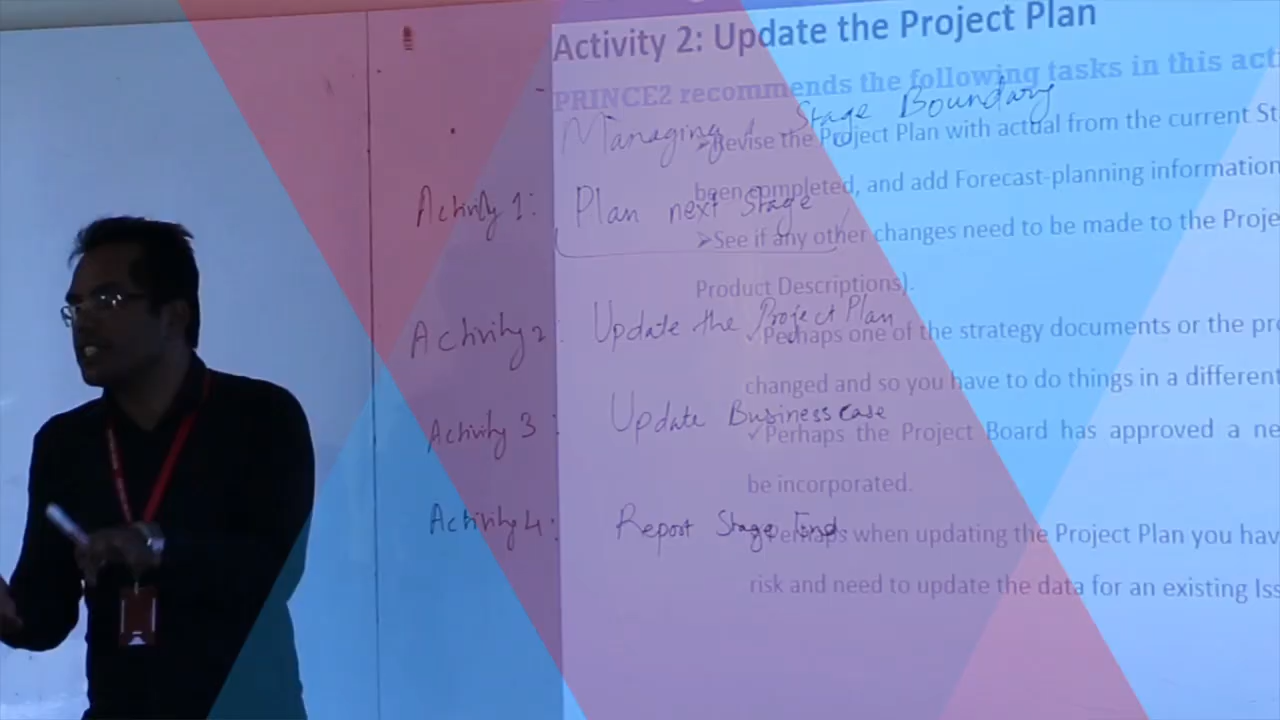 Activity 2: Update the Project Plan
PRINCE2 recommends the following tasks in this acti
Managing Stage Boundary
➢Revise the Project Plan with actual from the current St
been completed, and add Forecast-planning information
Activity 1: Plan next Stage
➢See if any other changes need to be made to the Proje
Product Descriptions).
Activity 2: Update the Project Plan
✓Perhaps one of the strategy documents or the pro
changed and so you have to do things in a different
Activity 3: Update Business case
✓Perhaps the Project Board has approved a ne
be incorporated.
Activity 4: Report Stage End
Perhaps when updating the Project Plan you hav
risk and need to update the data for an existing Iss